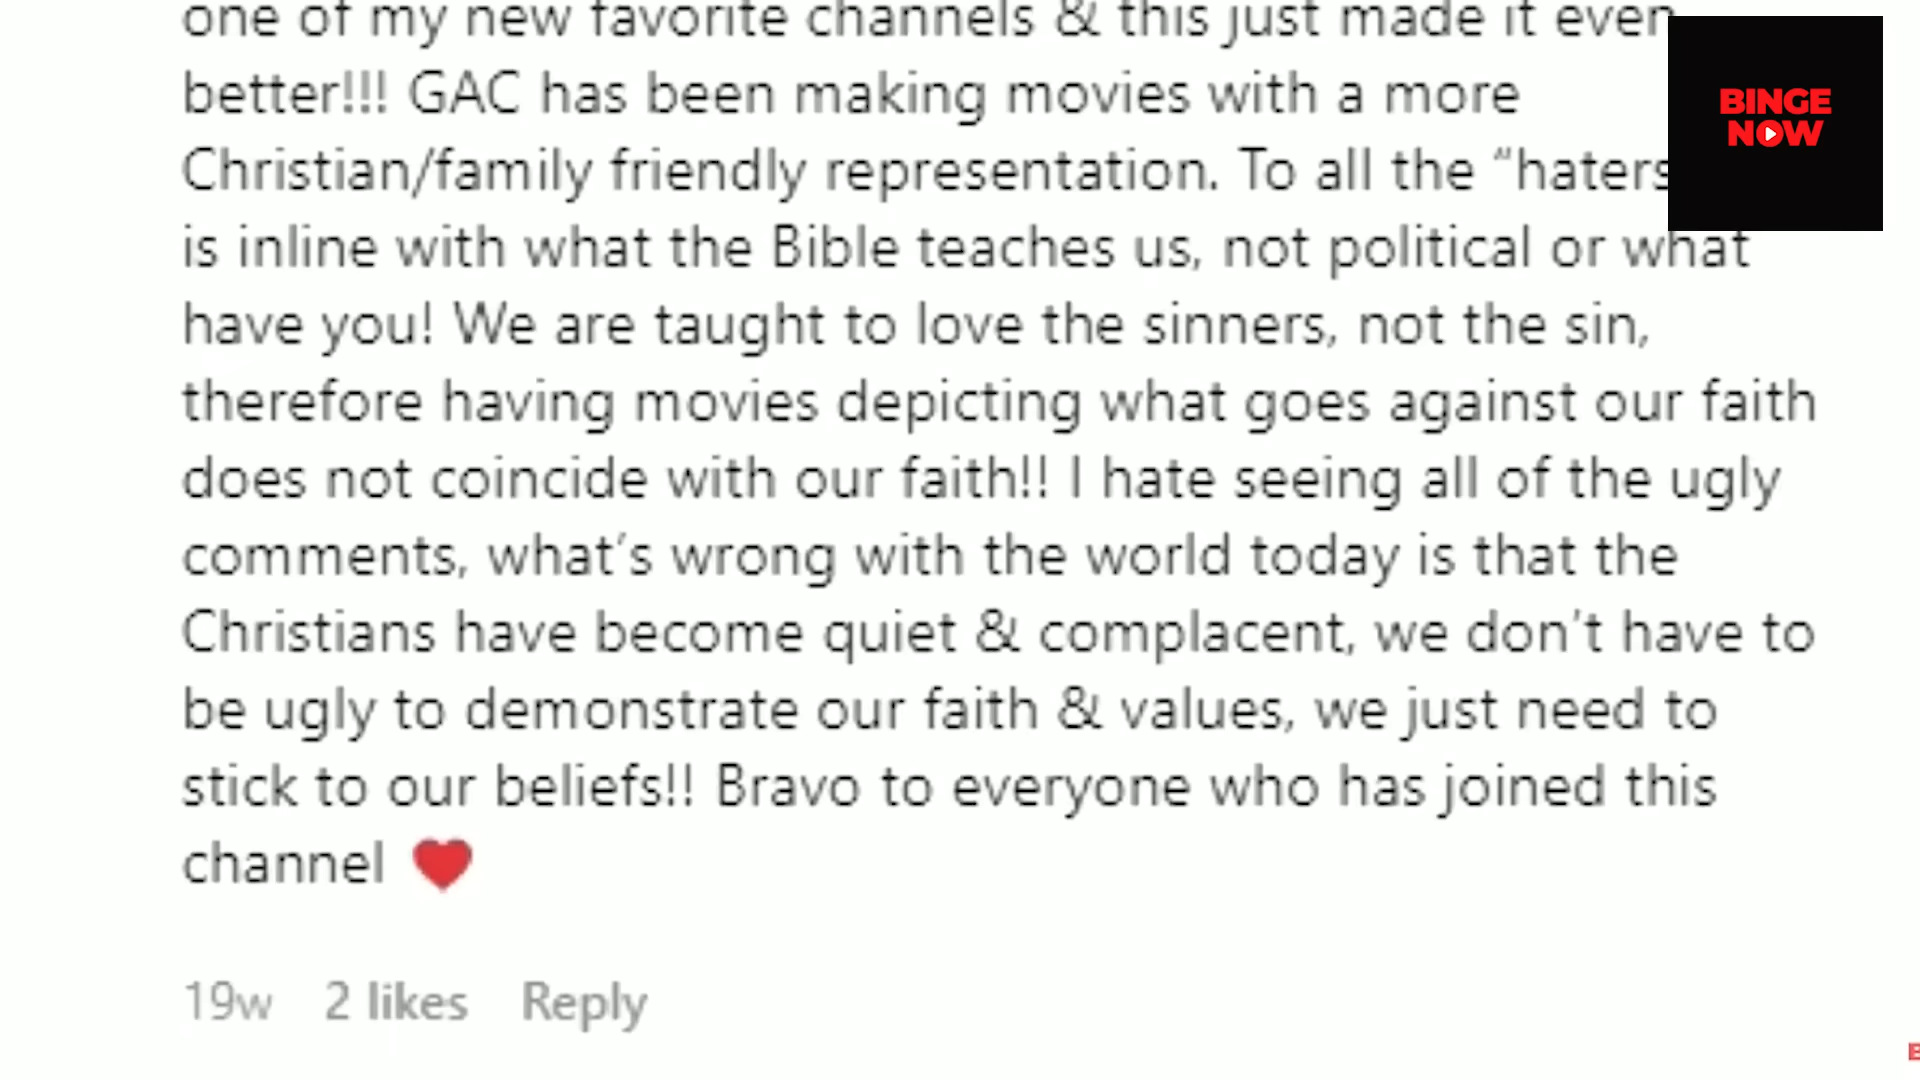 one of my new favorite channels & this just made it even
better!!! GAC has been making movies with a more
Christian/family friendly representation. To all the “haters
is inline with what the Bible teaches us, not political or what
have you! We are taught to love the sinners, not the sin,
therefore having movies depicting what goes against our faith
does not coincide with our faith!! I hate seeing all of the ugly
comments, what's wrong with the world today is that the
Christians have become quiet & complacent, we don't have to
be ugly to demonstrate our faith & values, we just need to
stick to our beliefs!! Bravo to everyone who has joined this
channel ❤️
19w 2 likes Reply
BINGE
NOW